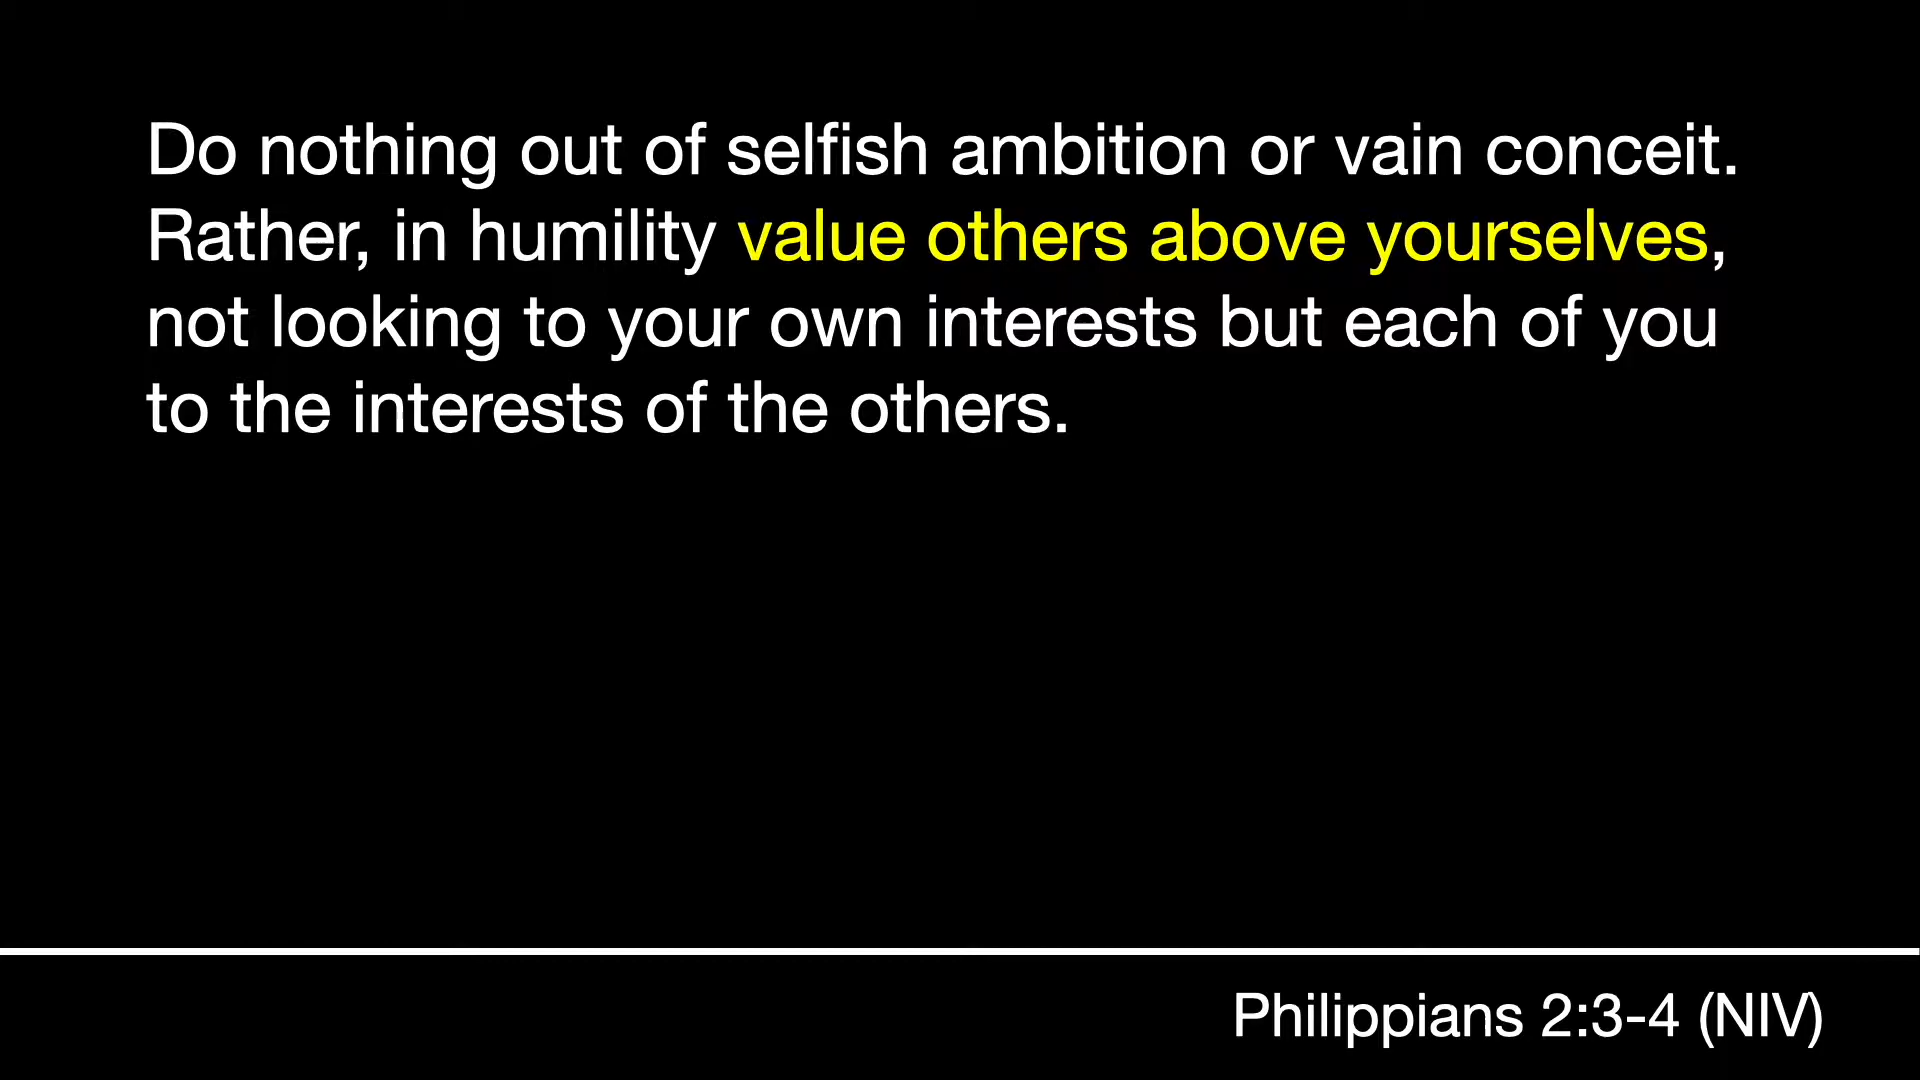 Do nothing out of selfish ambition or vain conceit.
Rather, in humility value others above yourselves,
not looking to your own interests but each of you
to the interests of the others.
Philippians 2:3-4 (NIV)